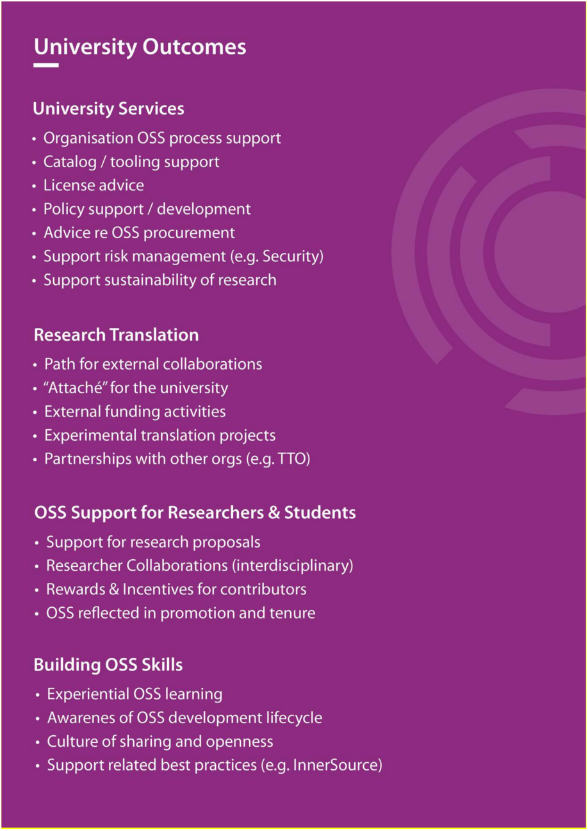 University Outcomes
University Services
• Organisation OSS process support
• Catalog / tooling support
• License advice
• Policy support / development
• Advice re OSS procurement
• Support risk management (e.g. Security)
• Support sustainability of research
Research Translation
• Path for external collaborations
• “Attaché” for the university
• External funding activities
• Experimental translation projects
• Partnerships with other orgs (e.g. TTO)
OSS Support for Researchers & Students
• Support for research proposals
• Researcher Collaborations (interdisciplinary)
• Rewards & Incentives for contributors
• OSS reflected in promotion and tenure
Building OSS Skills
• Experiential OSS learning
• Awarenes of OSS development lifecycle
• Culture of sharing and openness
• Support related best practices (e.g. InnerSource)